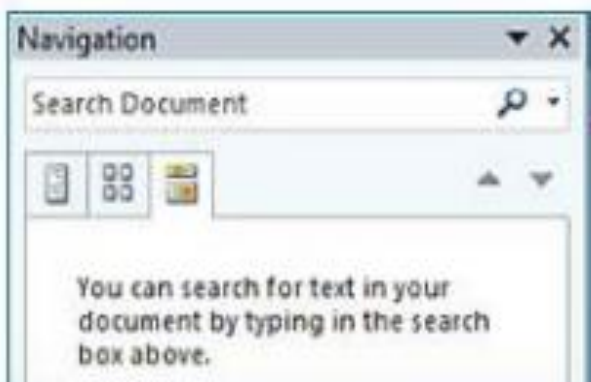 Navigation
Search Document
You can search for text in your
document by typing in the search
box above.